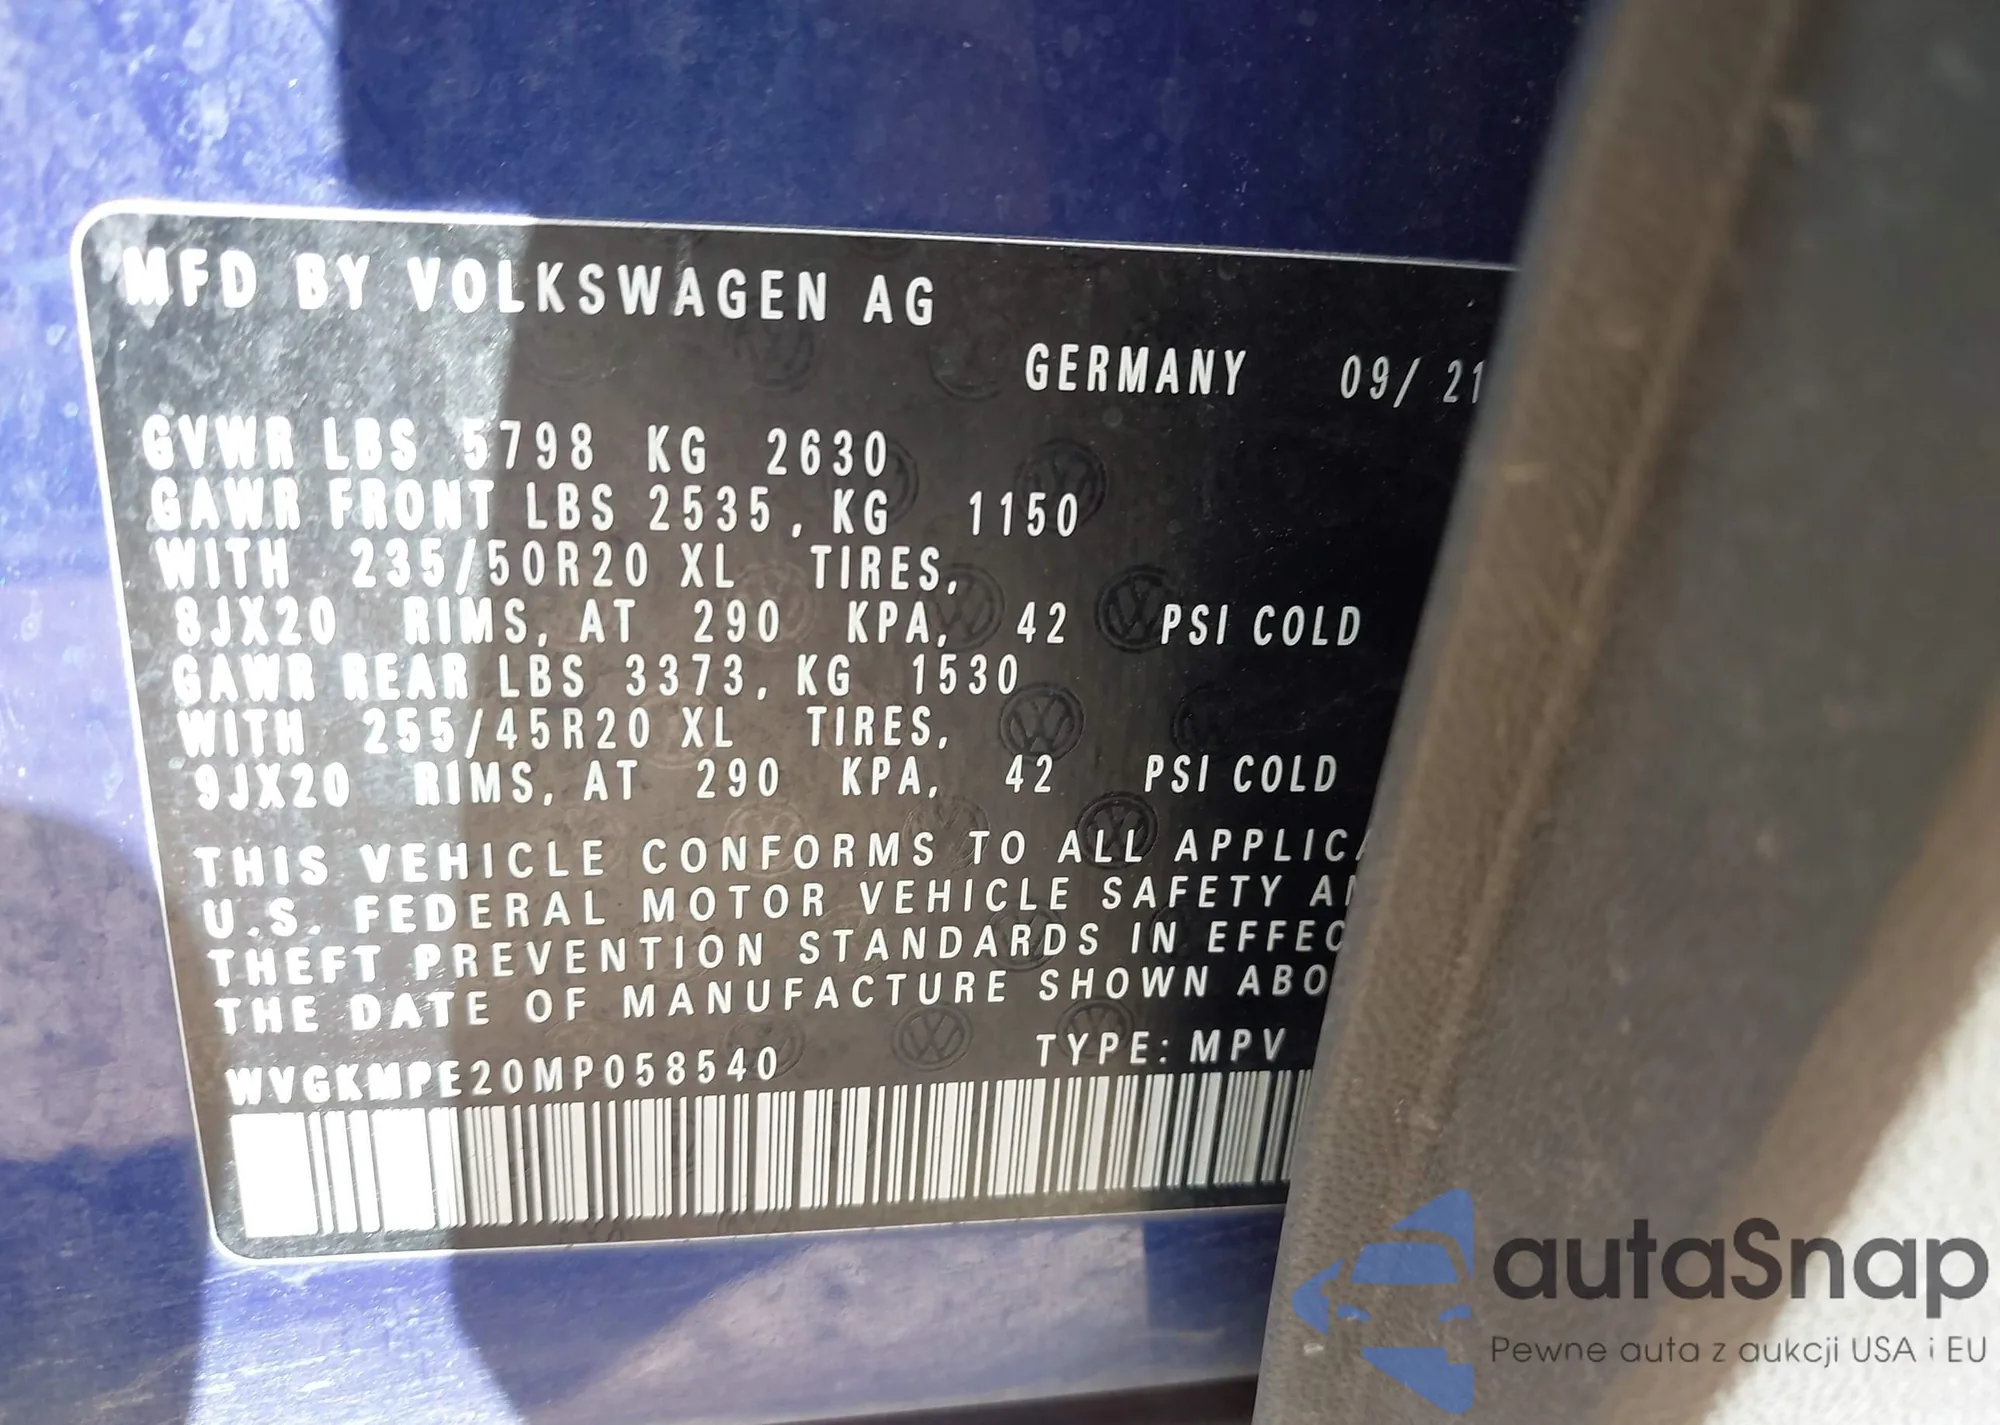 MFD BY VOLKSWAGEN AG
GERMANY 09/ 21
GVWR LBS 5798 KG 2630
GAWR FRONT LBS 2535, KG 1150
WITH 235/50R20 XL TIRES,
8JX20 RIMS, AT 290 KPA, 42 PSI COLD
GAWR REAR LBS 3373, KG 1530
WITH 255/45R20 XL TIRES,
9JX20 RIMS, AT 290 KPA, 42 PSI COLD
THIS VEHICLE CONFORMS TO ALL
U.S. FEDERAL MOTOR VEHICLE SAFETY
THEFT PREVENTION STANDARDS IN
THE DATE OF MANUFACTURE SHOWN
WVGKMPE20MP058540 TYPE: MPV
autaSnap
Pewne auta z aukcji USA i EU